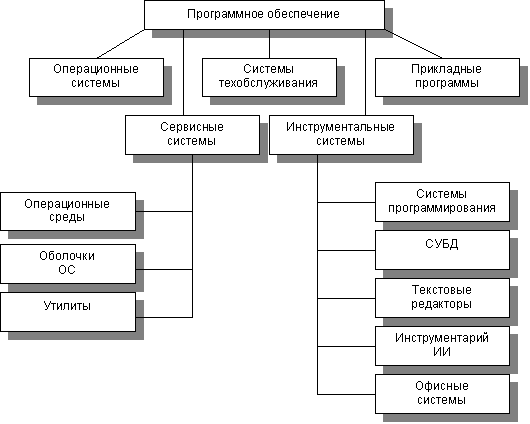 Программное обеспечение
Операционные
системы
Системы
техобслуживания
Прикладные
программы
Сервисные
системы
Инструментальные
системы
Операционные
среды
Оболочки
ОС
Утилиты
Системы
программирования
СУБД
Текстовые
редакторы
Инструментарий
ИИ
Офисные
системы